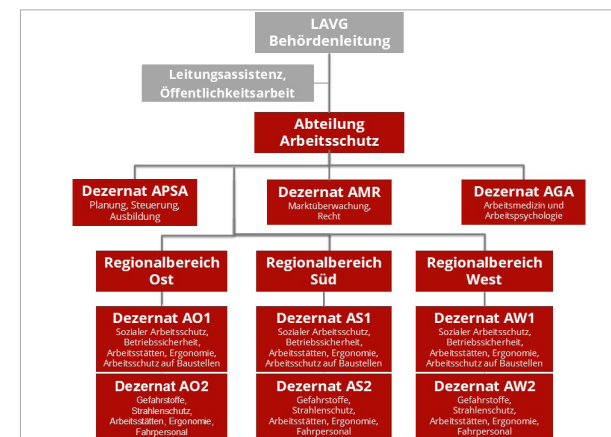 LAVG
Behördenleitung
Leitungsassistenz,
Öffentlichkeitsarbeit
Abteilung
Arbeitsschutz
Dezernat APSA
Planung, Steuerung,
Ausbildung
Dezernat AMR
Marktüberwachung,
Recht
Dezernat AGA
Arbeitsmedizin und
Arbeitspsychologie
Regionalbereich
Ost
Regionalbereich
Süd
Regionalbereich
West
Dezernat AO1
Sozialer Arbeitsschutz,
Betriebssicherheit,
Arbeitsstätten, Ergonomie,
Arbeitsschutz auf Baustellen
Dezernat AS1
Sozialer Arbeitsschutz,
Betriebssicherheit,
Arbeitsstätten, Ergonomie,
Arbeitsschutz auf Baustellen
Dezernat AW1
Sozialer Arbeitsschutz,
Betriebssicherheit,
Arbeitsstätten, Ergonomie,
Arbeitsschutz auf Baustellen
Dezernat AO2
Gefahrstoffe,
Strahlenschutz,
Arbeitsstätten, Ergonomie,
Fahrpersonal
Dezernat AS2
Gefahrstoffe,
Strahlenschutz,
Arbeitsstätten, Ergonomie,
Fahrpersonal
Dezernat AW2
Gefahrstoffe,
Strahlenschutz,
Arbeitsstätten, Ergonomie,
Fahrpersonal